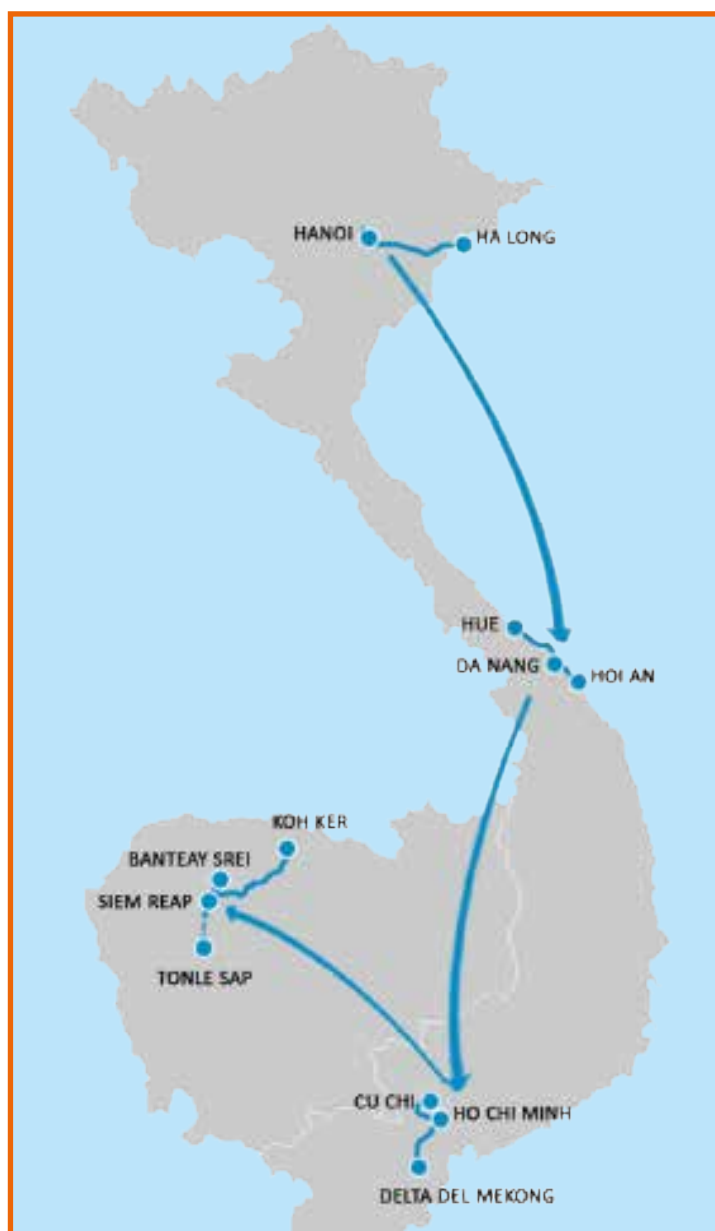 HANOI
HA LONG
HUE
DA NANG
HOI AN
KOH KER
BANTEAY SREI
SIEM REAP
TONLE SAP
CU CHI
HO CHI MINH
DELTA DEL MEKONG